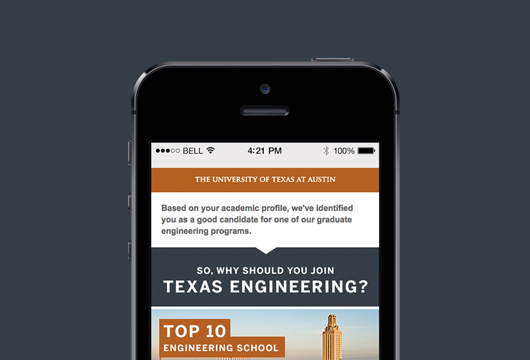 BELL 4:21 PM 100%
THE UNIVERSITY OF TEXAS AT AUSTIN
Based on your academic profile, we've identified
you as a good candidate for one of our graduate
engineering programs.
SO, WHY SHOULD YOU JOIN
TEXAS ENGINEERING?
TOP 10
ENGINEERING SCHOOL